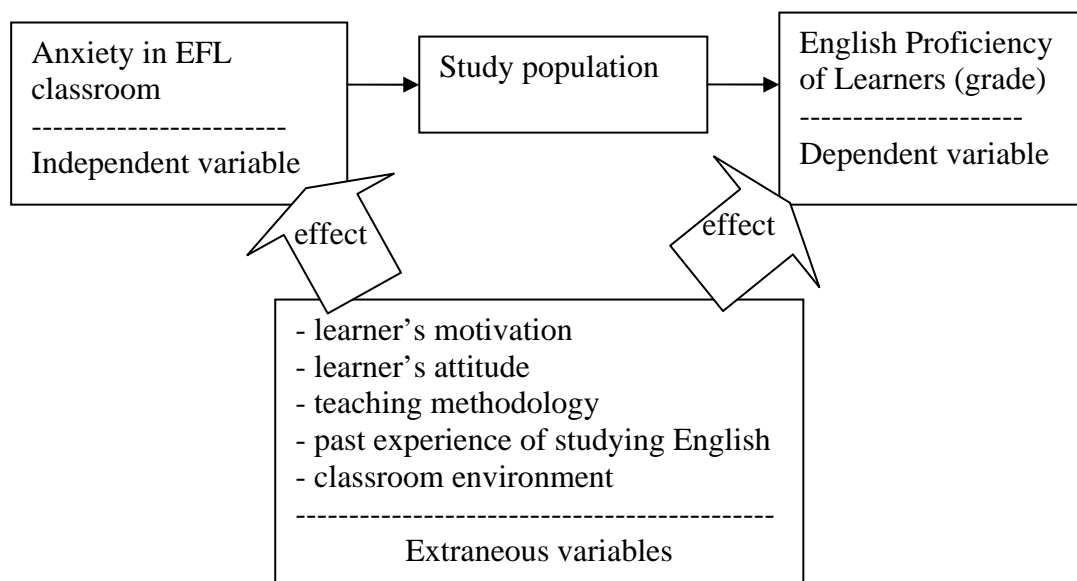 Anxiety in EFL
classroom
------------------------
Independent variable
Study population
English Proficiency
of Learners (grade)
---------------------
Dependent variable
effect
effect
- learner’s motivation
- learner’s attitude
- teaching methodology
- past experience of studying English
- classroom environment
---------------------------------------------
Extraneous variables